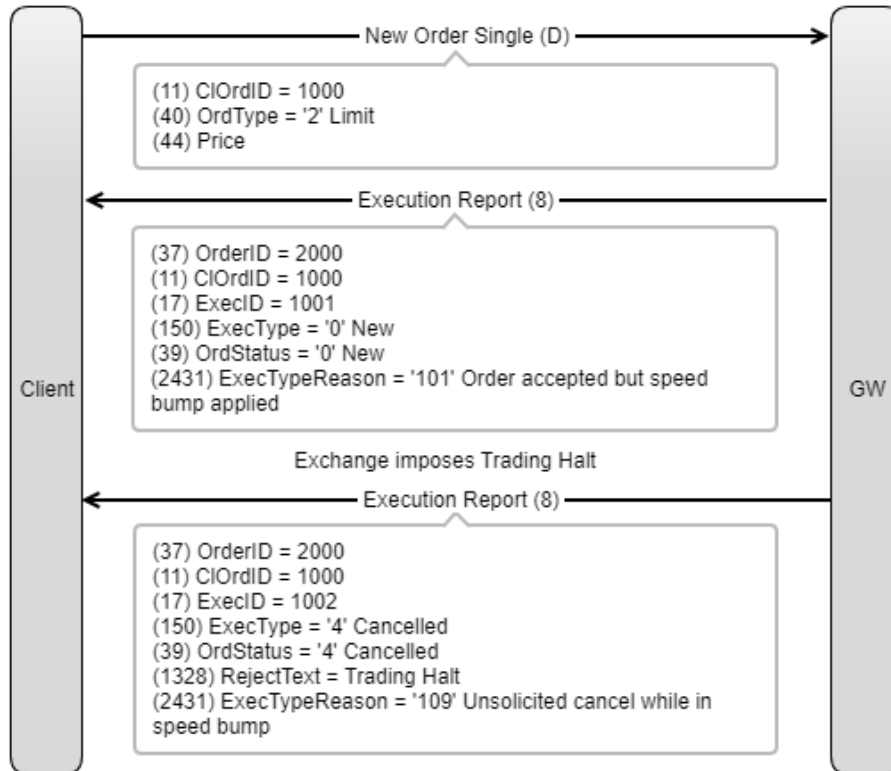 New Order Single (D)
(11) ClOrdID = 1000
(40) OrdType = '2' Limit
(44) Price
Execution Report (8)
(37) OrderID = 2000
(11) ClOrdID = 1000
(17) ExecID = 1001
(150) ExecType = '0' New
(39) OrdStatus = '0' New
(2431) ExecTypeReason = '101' Order accepted but speed
bump applied
Client
GW
Exchange imposes Trading Halt
Execution Report (8)
(37) OrderID = 2000
(11) ClOrdID = 1000
(17) ExecID = 1002
(150) ExecType = '4' Cancelled
(39) OrdStatus = '4' Cancelled
(1328) RejectText = Trading Halt
(2431) ExecTypeReason = '109' Unsolicited cancel while in
speed bump